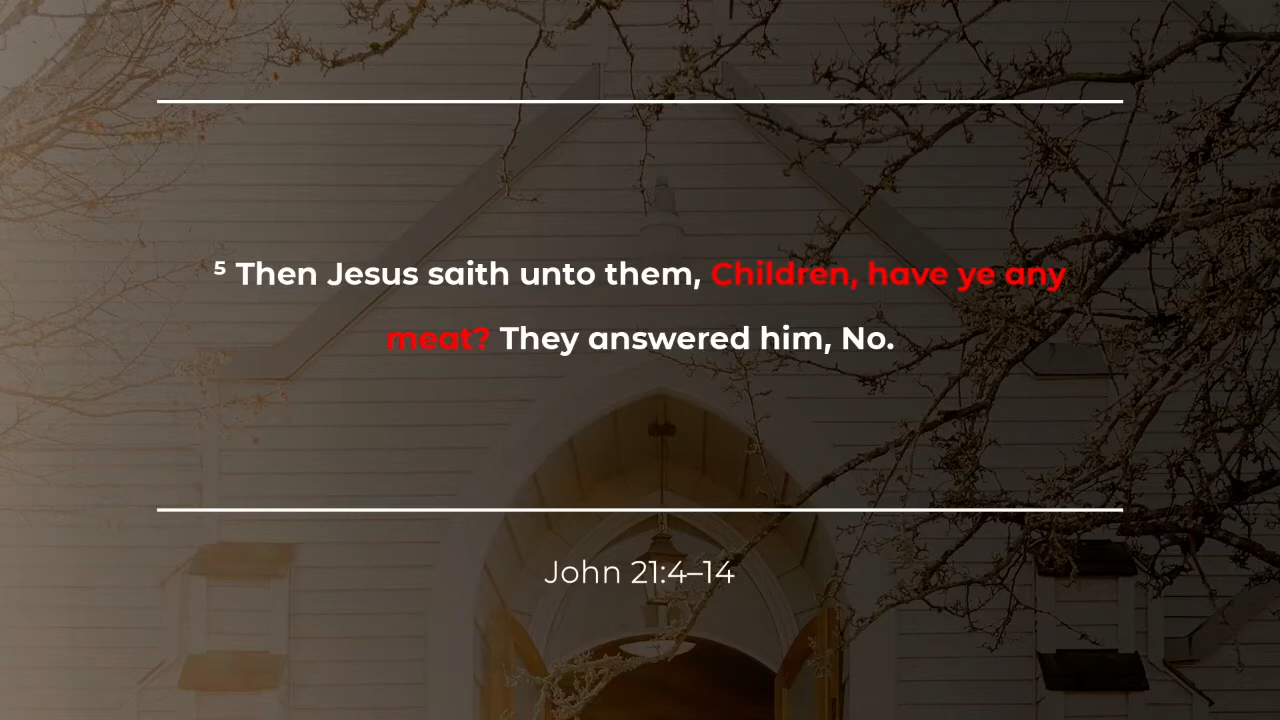 ⁵ Then Jesus saith unto them, Children, have ye any
meat? They answered him, No.
John 21:4–14